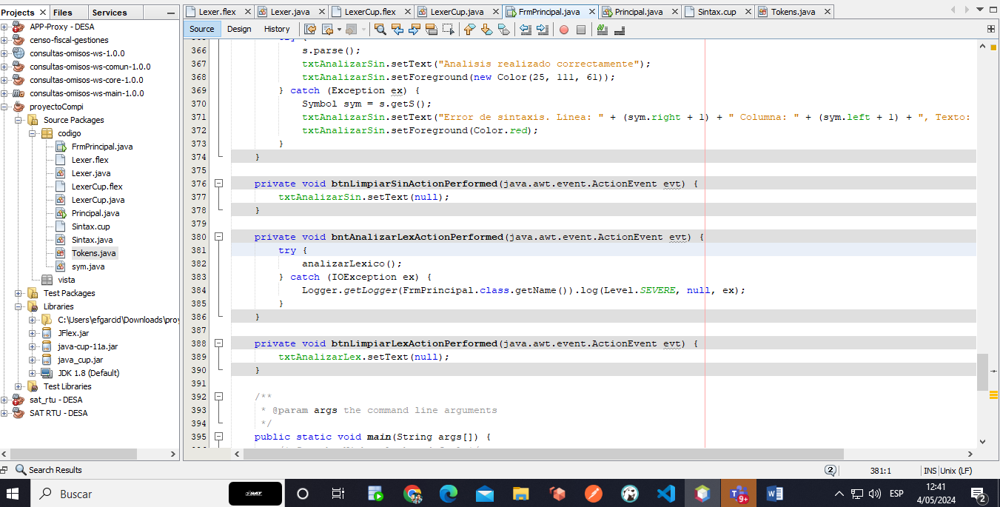 Projects × Files Services
Lexer.flex × Lexer.java × LexerCup.flex × LexerCup.java × FrmPrincipal.java × Principal.java × Sintax.cup × Tokens.java ×
Source Design History
APP-Proxy - DESA
censo-fiscal-gestiones
consultas-omisos-ws-1.0.0
consultas-omisos-ws-comun-1.0.0
consultas-omisos-ws-core-1.0.0
consultas-omisos-ws-main-1.0.0
proyectoCompi
Source Packages
codigo
FrmPrincipal.java
Lexer.flex
Lexer.java
LexerCup.flex
LexerCup.java
Principal.java
Sintax.cup
Sintax.java
Tokens.java
sym.java
vista
Test Packages
Libraries
C:\Users\efgarcid\Downloads\proy
JFlex.jar
java-cup-11a.jar
java_cup.jar
JDK 1.8 (Default)
Test Libraries
sat_rtu - DESA
SAT RTU - DESA
366 s.parse();
367 txtAnalizarSin.setText("Analisis realizado correctamente");
368 txtAnalizarSin.setForeground(new Color(25, 111, 61));
369 } catch (Exception ex) {
370 Symbol sym = s.getS();
371 txtAnalizarSin.setText("Error de sintaxis. Linea: " + (sym.right + 1) + " Columna: " + (sym.left + 1) + ", Texto:
372 txtAnalizarSin.setForeground(Color.red);
373 }
374 }
375
376 private void btnLimpiarSinActionPerformed(java.awt.event.ActionEvent evt) {
377 txtAnalizarSin.setText(null);
378 }
379
380 private void bntAnalizarLexActionPerformed(java.awt.event.ActionEvent evt) {
381 try {
382 analizarLexico();
383 } catch (IOException ex) {
384 Logger.getLogger(FrmPrincipal.class.getName()).log(Level.SEVERE, null, ex);
385 }
386 }
387
388 private void btnLimpiarLexActionPerformed(java.awt.event.ActionEvent evt) {
389 txtAnalizarLex.setText(null);
390 }
391
392 /**
393 * @param args the command line arguments
394 */
395 public static void main(String args[]) {
Search Results
2 381:1 INS Unix (LF)
Buscar
SAT
9+
ESP
12:41
4/05/2024
2